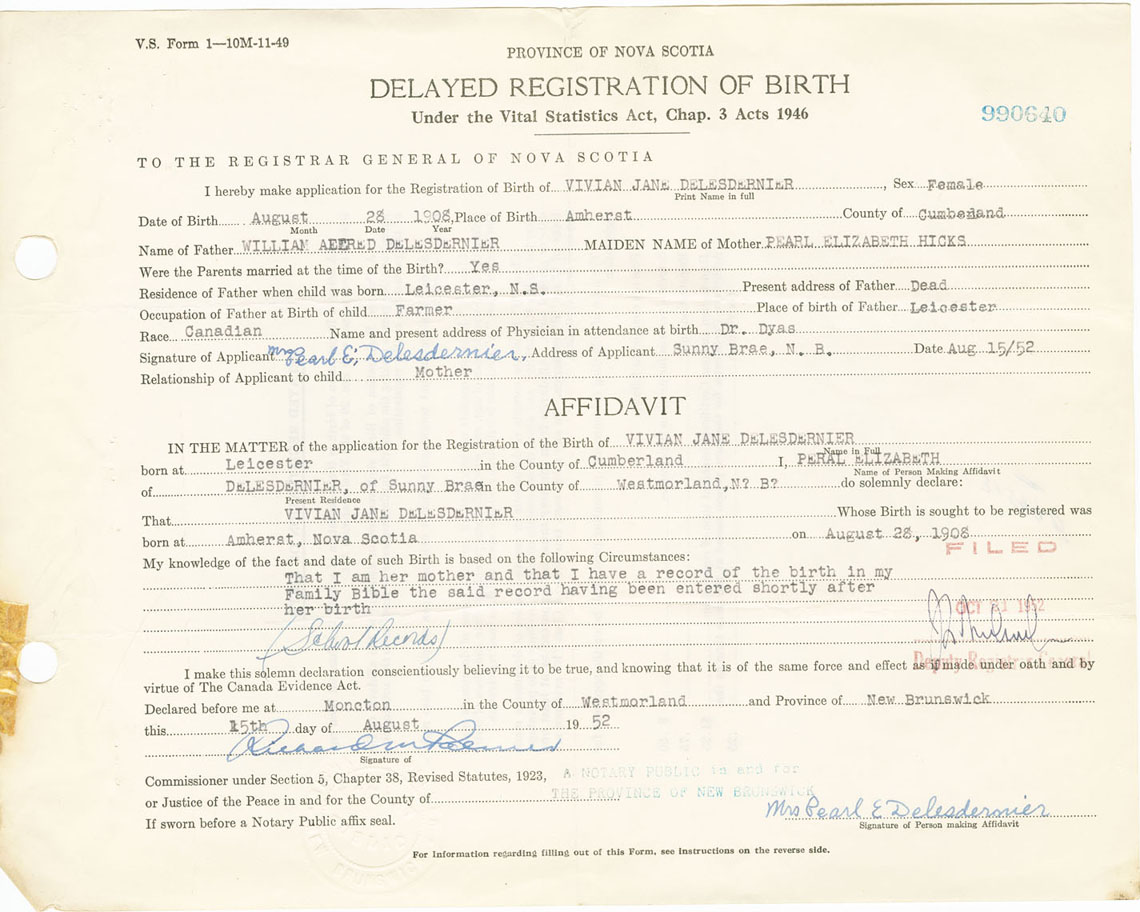 V.S. Form 1—10M-11-49
PROVINCE OF NOVA SCOTIA
DELAYED REGISTRATION OF BIRTH
Under the Vital Statistics Act, Chap. 3 Acts 1946
990640
TO THE REGISTRAR GENERAL OF NOVA SCOTIA
I hereby make application for the Registration of Birth of VIVIAN JANE DELESDERNIER, Sex Female
Print Name in full
Date of Birth August 28 1908, Place of Birth Amherst County of Cumberland
Month Date Year
Name of Father WILLIAM ALFRED DELESDERNIER MAIDEN NAME of Mother PEARL ELIZABETH HICKS
Were the Parents married at the time of the Birth? Yes
Residence of Father when child was born Leicester, N.S. Present address of Father Dead
Occupation of Father at Birth of child Farmer Place of birth of Father Leicester
Race Canadian Name and present address of Physician in attendance at birth Dr. Dyas
Signature of Applicant Mrs Pearl E. Delesdernier, Address of Applicant Sunny Brae, N. B. Date Aug 15/52
Relationship of Applicant to child Mother
AFFIDAVIT
IN THE MATTER of the application for the Registration of the Birth of VIVIAN JANE DELESDERNIER
Name in Full
born at Leicester in the County of Cumberland I, PERAL ELIZABETH
Name of Person Making Affidavit
of DELESDERNIER, of Sunny Brae in the County of Westmorland, N? B? do solemnly declare:
Present Residence
That VIVIAN JANE DELESDERNIER Whose Birth is sought to be registered was
born at Amherst, Nova Scotia on August 28, 1908
FILED
My knowledge of the fact and date of such Birth is based on the following Circumstances:
That I am her mother and that I have a record of the birth in my
Family Bible the said record having been entered shortly after
her birth
OCT 31 1952
(School Records)
Deputy Registrar General
I make this solemn declaration conscientiously believing it to be true, and knowing that it is of the same force and effect as if made under oath and by
virtue of The Canada Evidence Act.
Declared before me at Moncton in the County of Westmorland and Province of New Brunswick
this 15th day of August 19 52
Signature of
Commissioner under Section 5, Chapter 38, Revised Statutes, 1923, A NOTARY PUBLIC in and for
or Justice of the Peace in and for the County of THE PROVINCE OF NEW BRUNSWICK
Mrs Pearl E Delesdernier
If sworn before a Notary Public affix seal.
Signature of Person making Affidavit
For Information regarding filling out of this Form, see instructions on the reverse side.